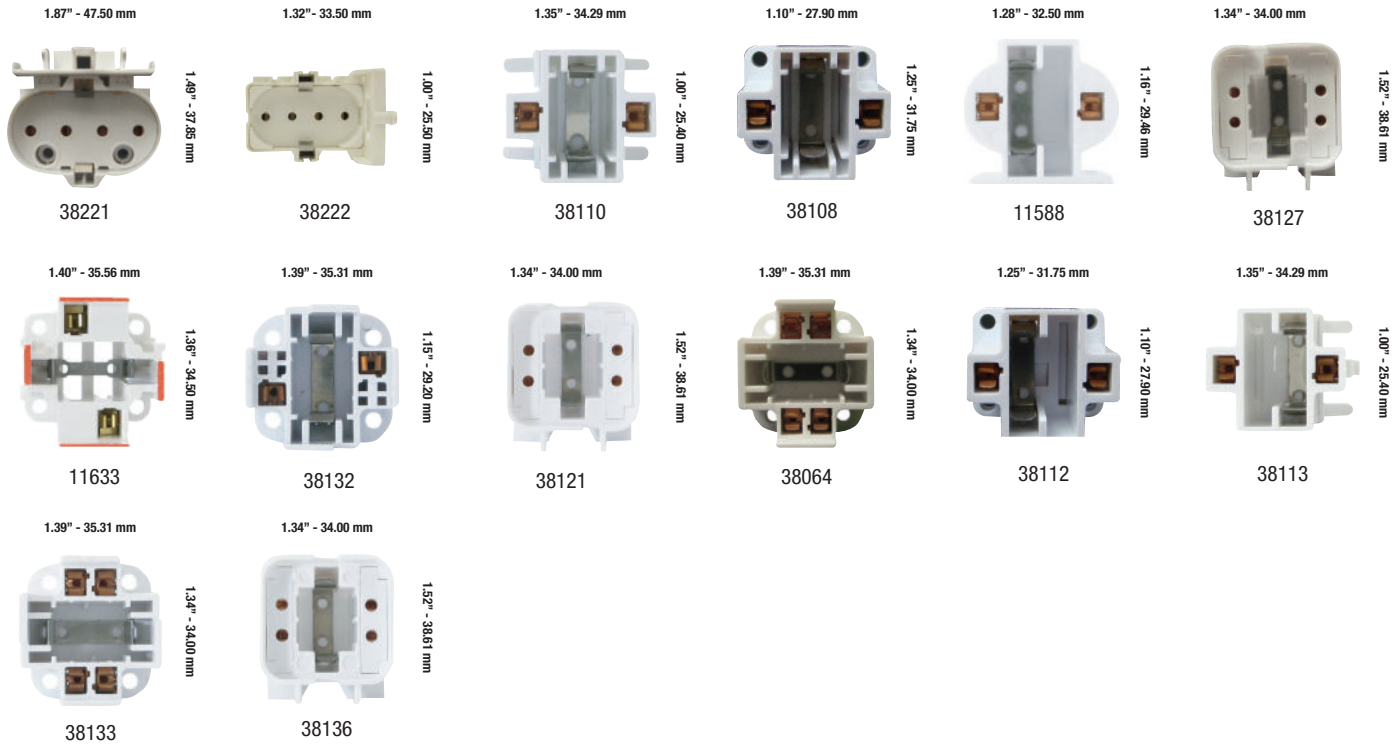 1.87” - 47.50 mm
1.32” - 33.50 mm
1.35” - 34.29 mm
1.10” - 27.90 mm
1.28” - 32.50 mm
1.34” - 34.00 mm
1.49” - 37.85 mm
1.00” - 25.50 mm
1.00” - 25.40 mm
1.25” - 31.75 mm
1.16” - 29.46 mm
1.52” - 38.61 mm
38221
38222
38110
38108
11588
38127
1.40” - 35.56 mm
1.39” - 35.31 mm
1.34” - 34.00 mm
1.39” - 35.31 mm
1.25” - 31.75 mm
1.35” - 34.29 mm
1.36” - 34.50 mm
1.15” - 29.20 mm
1.52” - 38.61 mm
1.34” - 34.00 mm
1.10” - 27.90 mm
1.00” - 25.40 mm
11633
38132
38121
38064
38112
38113
1.39” - 35.31 mm
1.34” - 34.00 mm
1.34” - 34.00 mm
1.52” - 38.61 mm
38133
38136